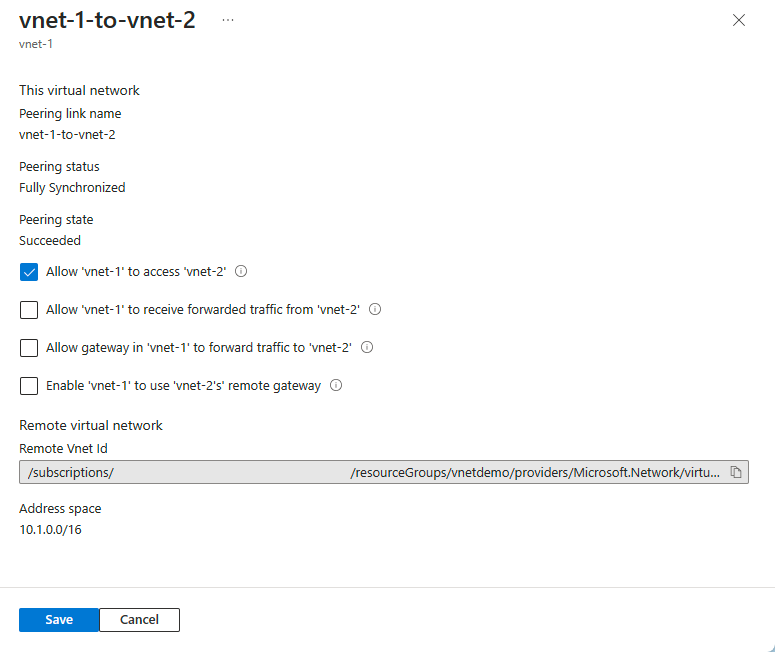 vnet-1-to-vnet-2 ...
vnet-1
This virtual network
Peering link name
vnet-1-to-vnet-2
Peering status
Fully Synchronized
Peering state
Succeeded
Allow 'vnet-1' to access 'vnet-2'
Allow 'vnet-1' to receive forwarded traffic from 'vnet-2'
Allow gateway in 'vnet-1' to forward traffic to 'vnet-2'
Enable 'vnet-1' to use 'vnet-2's' remote gateway
Remote virtual network
Remote Vnet Id
/subscriptions/ /resourceGroups/vnetdemo/providers/Microsoft.Network/virtu...
Address space
10.1.0.0/16
Save Cancel